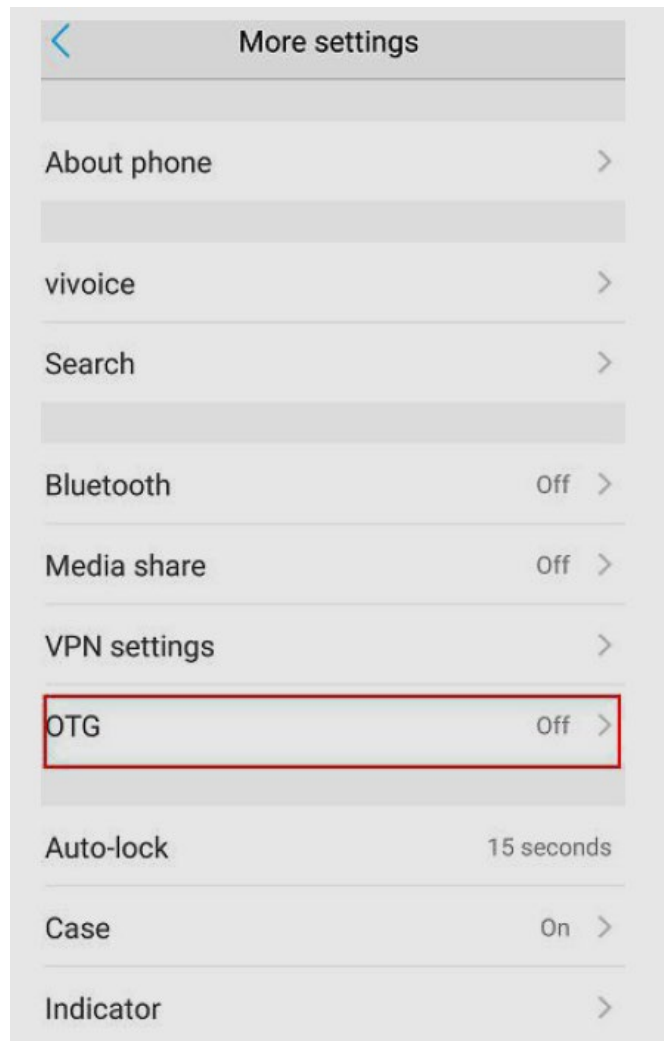 More settings
About phone
vivoice
Search
Bluetooth Off
Media share Off
VPN settings
OTG Off
Auto-lock 15 seconds
Case On
Indicator